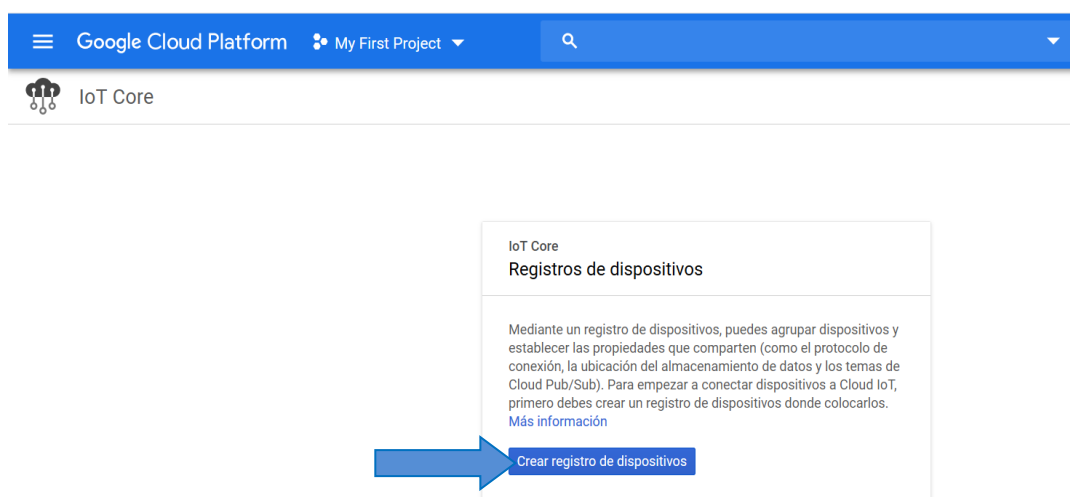 Google Cloud Platform My First Project
IoT Core
IoT Core
Registros de dispositivos
Mediante un registro de dispositivos, puedes agrupar dispositivos y
establecer las propiedades que comparten (como el protocolo de
conexión, la ubicación del almacenamiento de datos y los temas de
Cloud Pub/Sub). Para empezar a conectar dispositivos a Cloud IoT,
primero debes crear un registro de dispositivos donde colocarlos.
Más información
Crear registro de dispositivos